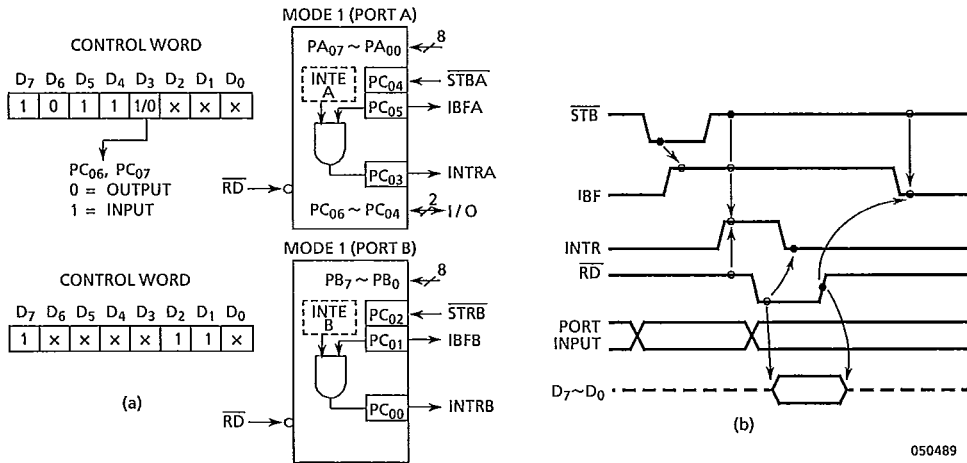 MODE 1 (PORT A)
CONTROL WORD
D7 D6 D5 D4 D3 D2 D1 D0
1 0 1 1 1/0 × × ×
PC06, PC07
0 = OUTPUT
1 = INPUT
PA07 ~ PA00
8
INTE
A
PC04
STBA
PC05
IBFA
PC03
INTRA
RD
PC06 ~ PC04
2
I/O
MODE 1 (PORT B)
CONTROL WORD
D7 D6 D5 D4 D3 D2 D1 D0
1 × × × × 1 1 ×
(a)
PB7 ~ PB0
8
INTE
B
PC02
STRB
PC01
IBFB
PC00
INTRB
RD
STB
IBF
INTR
RD
PORT
INPUT
D7~D0
(b)
050489